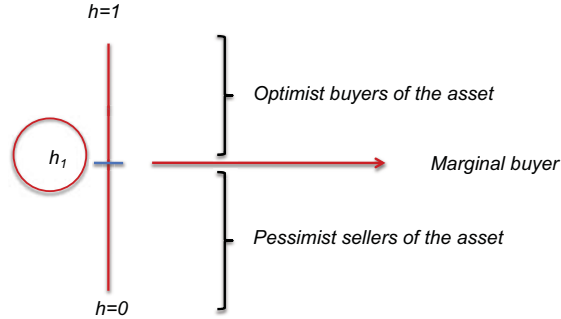 h=1
Optimist buyers of the asset
h₁
Marginal buyer
Pessimist sellers of the asset
h=0